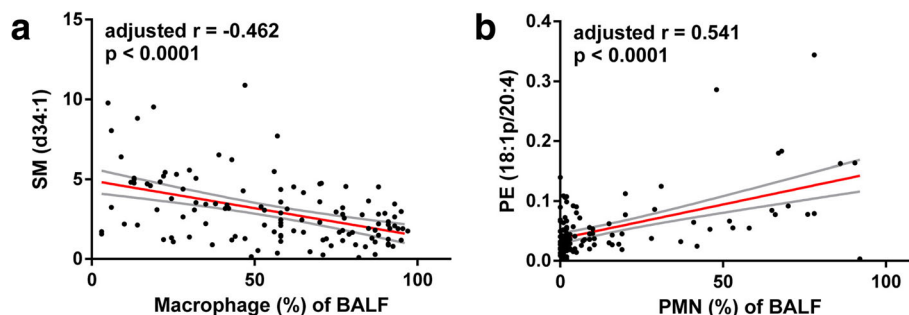 a
adjusted r = -0.462
p < 0.0001
15
10
5
0
SM (d34:1)
0 50 100
Macrophage (%) of BALF
b
adjusted r = 0.541
p < 0.0001
0.4
0.3
0.2
0.1
0.0
PE (18:1p/20:4)
0 50 100
PMN (%) of BALF